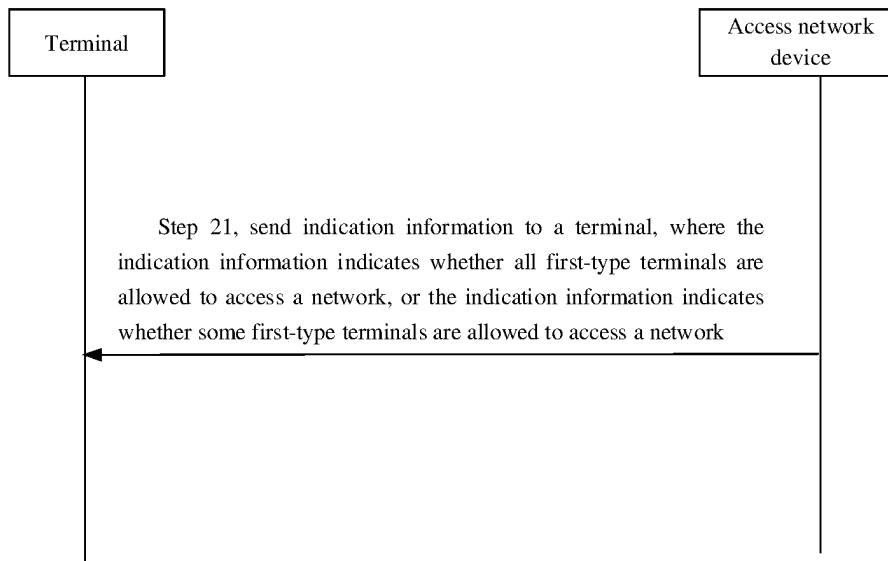 Terminal
Access network
device
Step 21, send indication information to a terminal, where the
indication information indicates whether all first-type terminals are
allowed to access a network, or the indication information indicates
whether some first-type terminals are allowed to access a network